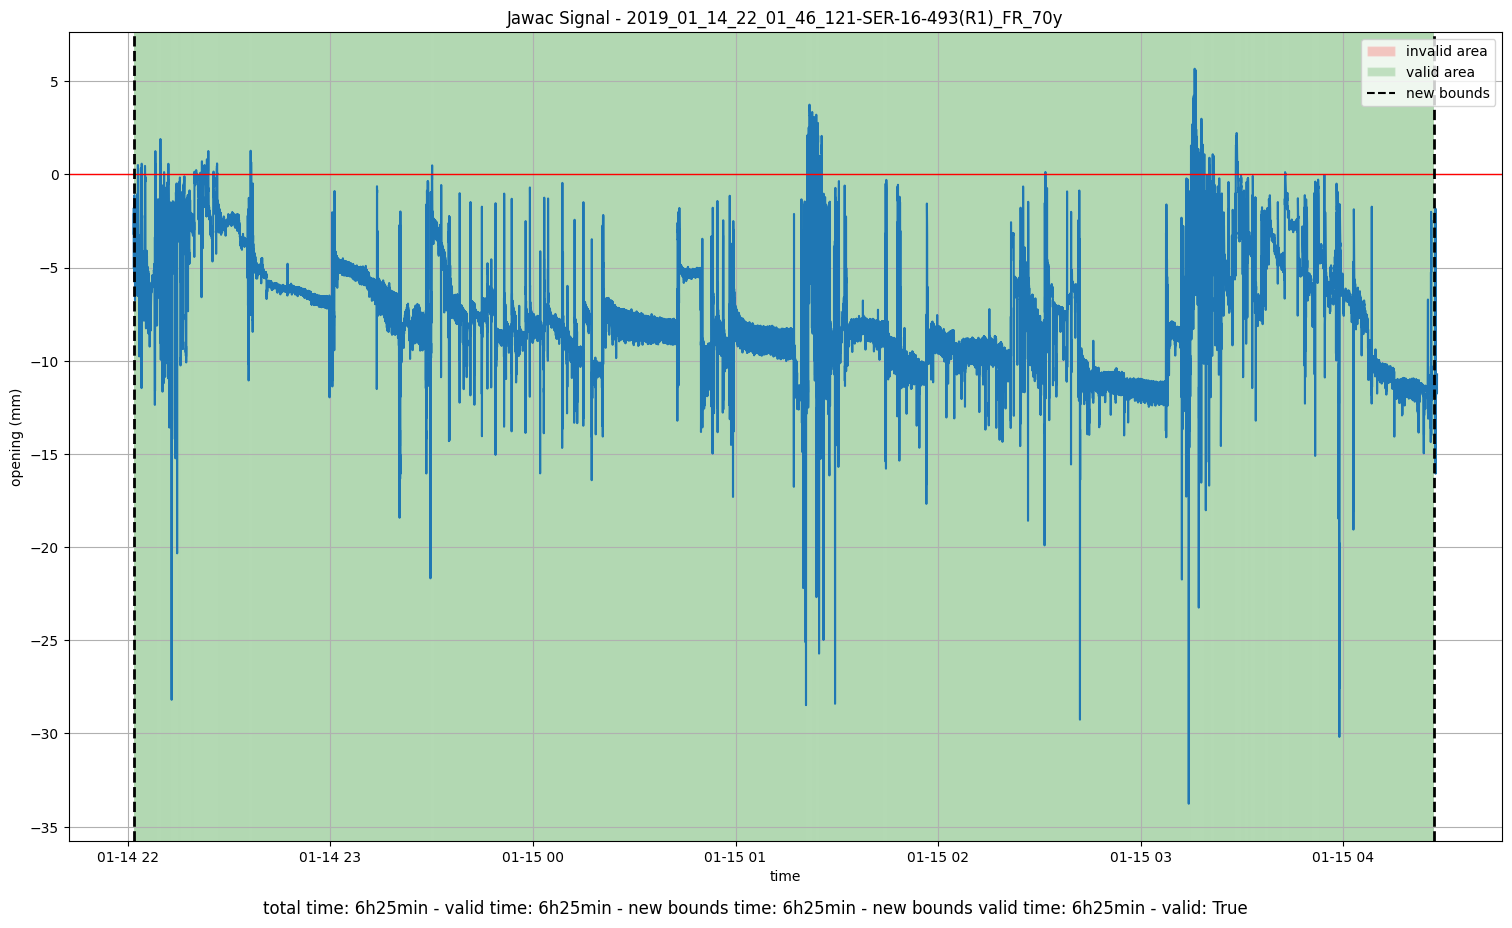 Jawac Signal - 2019_01_14_22_01_46_121-SER-16-493(R1)_FR_70y
invalid area
valid area
new bounds
5
0
−5
−10
−15
−20
−25
−30
−35
opening (mm)
01-14 22
01-14 23
01-15 00
01-15 01
01-15 02
01-15 03
01-15 04
time
total time: 6h25min - valid time: 6h25min - new bounds time: 6h25min - new bounds valid time: 6h25min - valid: True